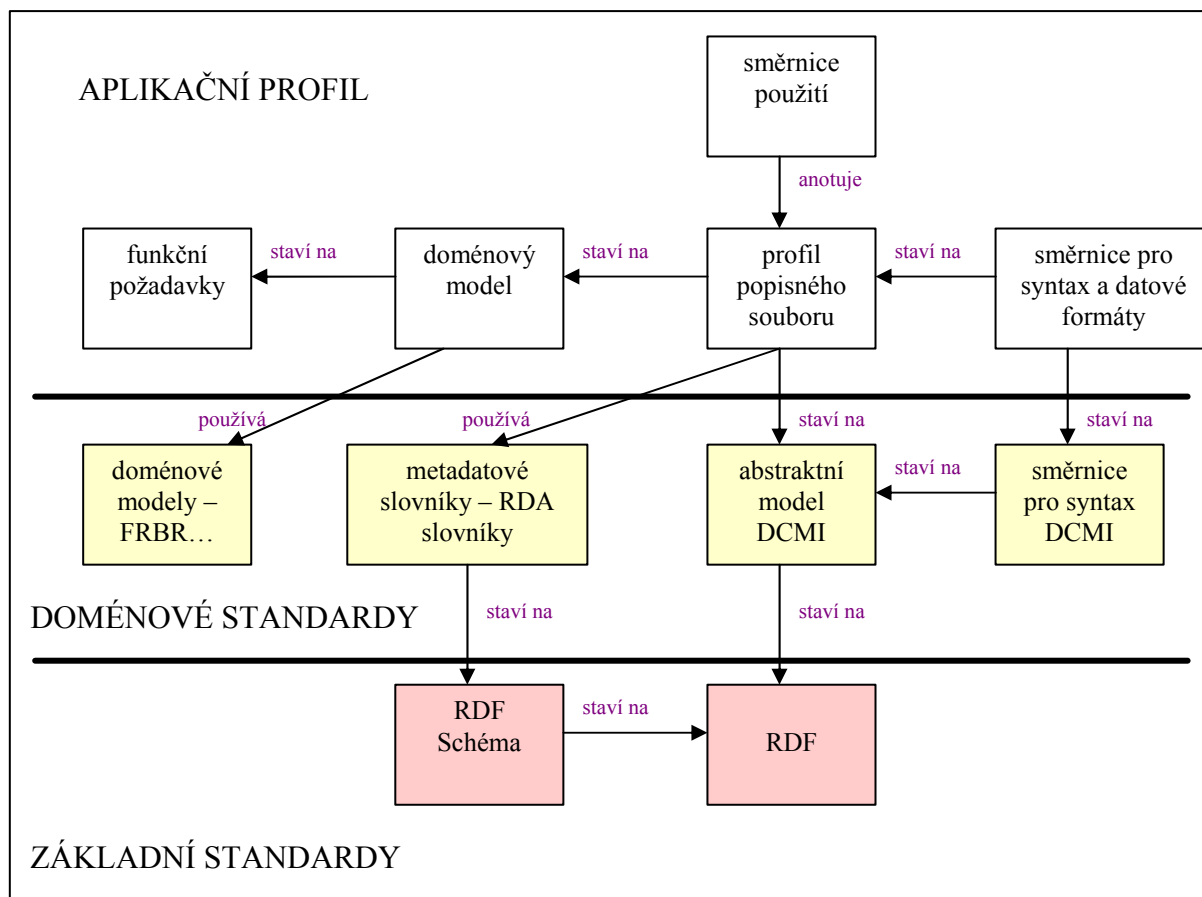 směrnice
použití
APLIKAČNÍ PROFIL
anotuje
funkční
požadavky
staví na
doménový
model
staví na
profil
popisného
souboru
staví na
směrnice pro
syntax a datové
formáty
používá
používá
staví na
staví na
doménové
modely –
FRBR…
metadatové
slovníky – RDA
slovníky
abstraktní
model
DCMI
staví na
směrnice
pro syntax
DCMI
DOMÉNOVÉ STANDARDY
staví na
staví na
RDF
Schéma
staví na
RDF
ZÁKLADNÍ STANDARDY